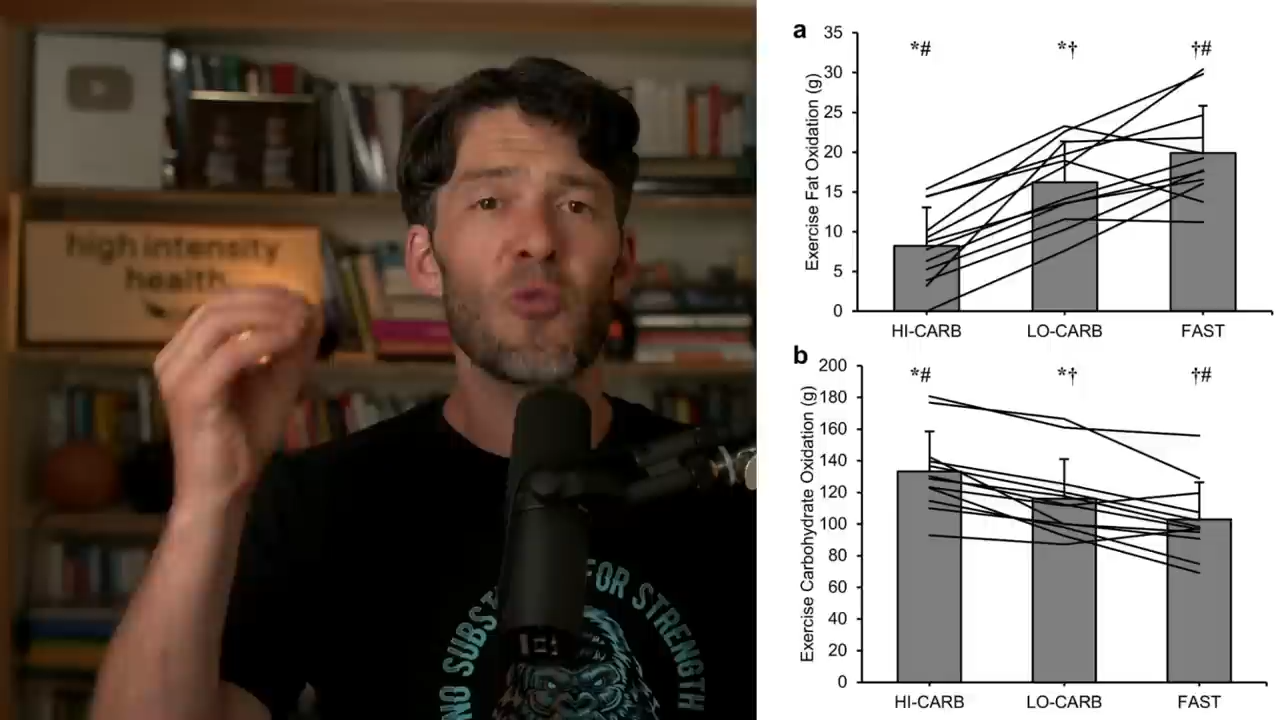 high intensity
health
NO SUBST
FOR STRENGTH
a
Exercise Fat Oxidation (g)
35
30
25
20
15
10
5
0
*#
*†
†#
HI-CARB
LO-CARB
FAST
b
Exercise Carbohydrate Oxidation (g)
200
180
160
140
120
100
80
60
40
20
0
*#
*†
†#
HI-CARB
LO-CARB
FAST